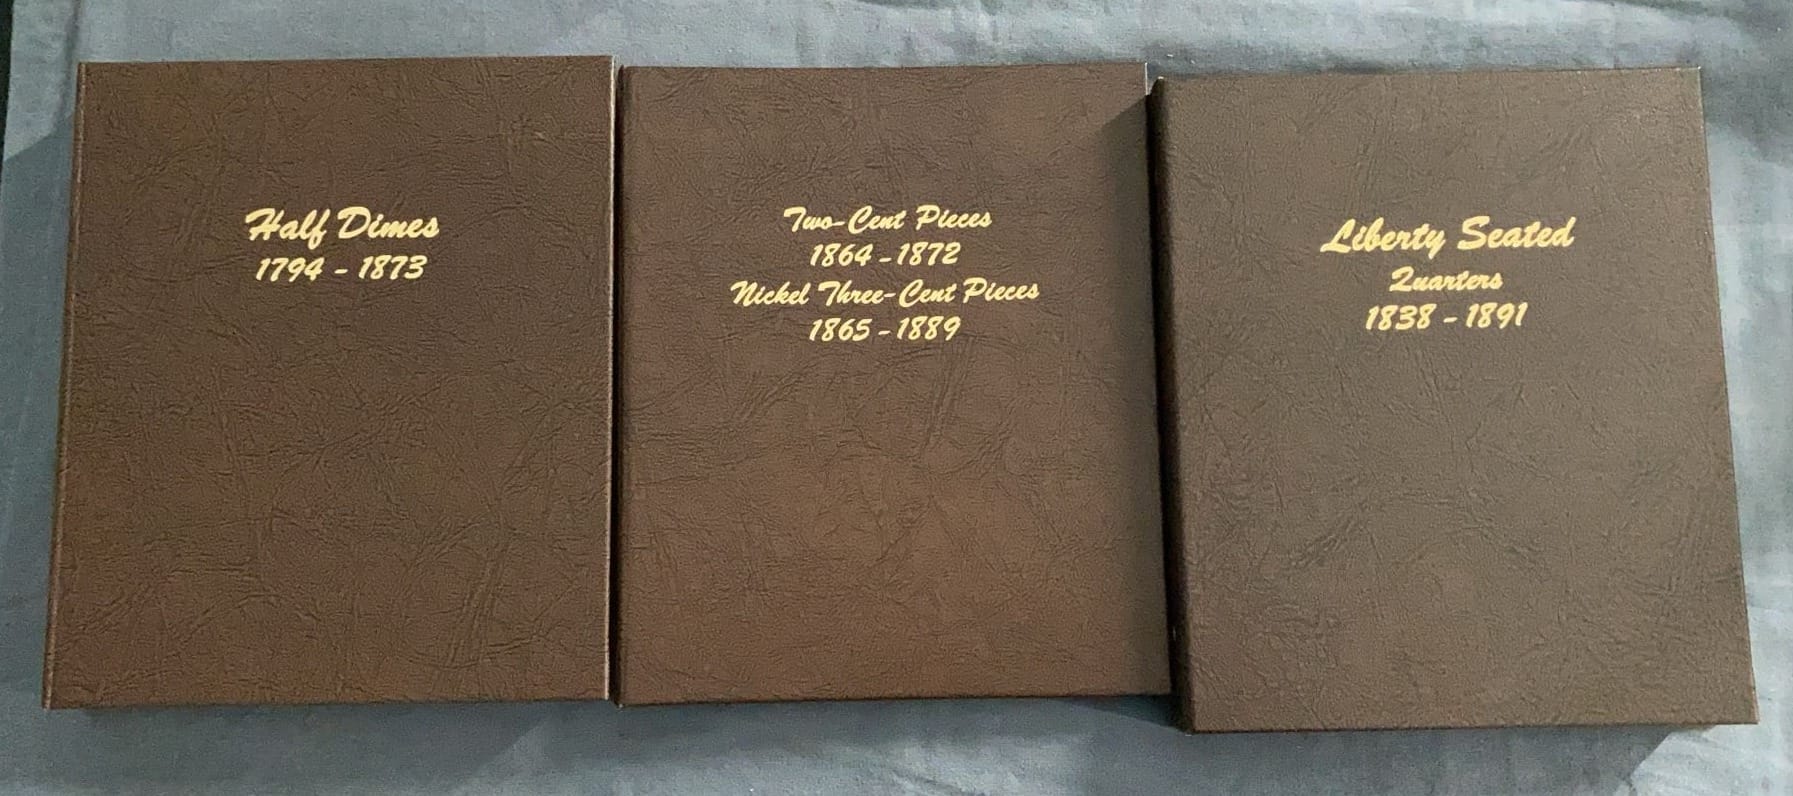 Half Dimes
1794 - 1873
Two-Cent Pieces
1864 - 1872
Nickel Three-Cent Pieces
1865 - 1889
Liberty Seated
Quarters
1838 - 1891